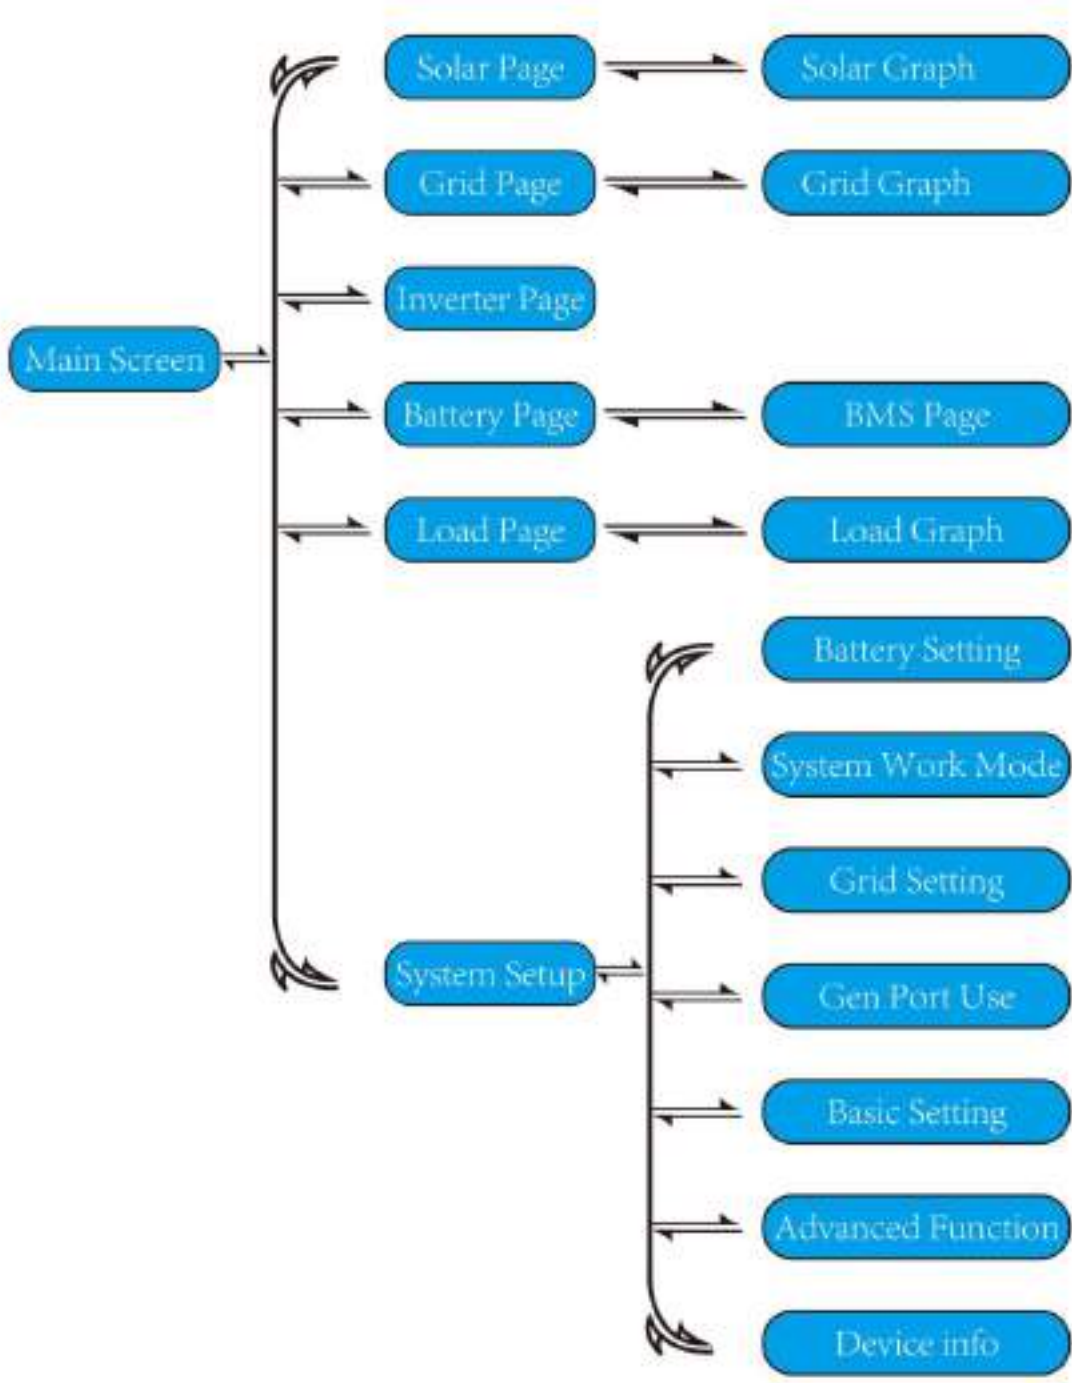 Solar Page
Solar Graph
Grid Page
Grid Graph
Inverter Page
Main Screen
Battery Page
BMS Page
Load Page
Load Graph
Battery Setting
System Work Mode
Grid Setting
System Setup
Gen Port Use
Basic Setting
Advanced Function
Device info